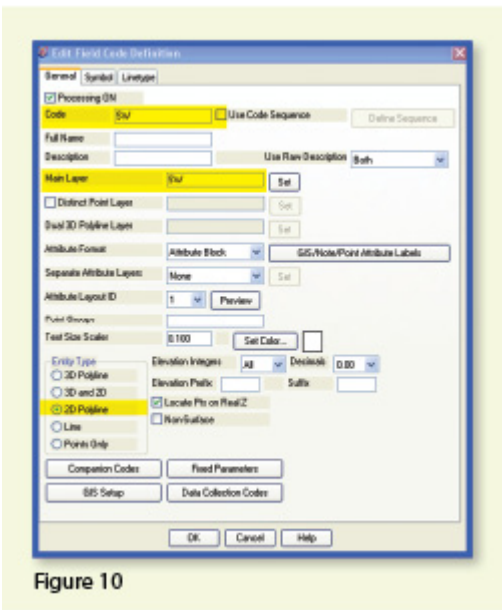 Edit Field Code Definition
General Symbol Linetype
Processing ON
Code SW Use Code Sequence Define Sequence
Full Name
Description Use Raw Description Both
Main Layer SW Set
Distinct Point Layer Set
Dual 3D Polyline Layer Set
Attribute Format Attribute Block GIS/Note/Point Attribute Labels
Separate Attribute Layers None Set
Attribute Layout ID 1 Preview
Point Groups
Text Size Scaler 0.100 Set Color...
Entity Type Elevation Integers All Decimals 0.00
3D Polyline Elevation Prefix Suffix
3D and 2D Locate Pts on Real Z
2D Polyline Non-Surface
Line
Points Only
Companion Codes Fixed Parameters
GIS Setup Data Collection Codes
OK Cancel Help
Figure 10